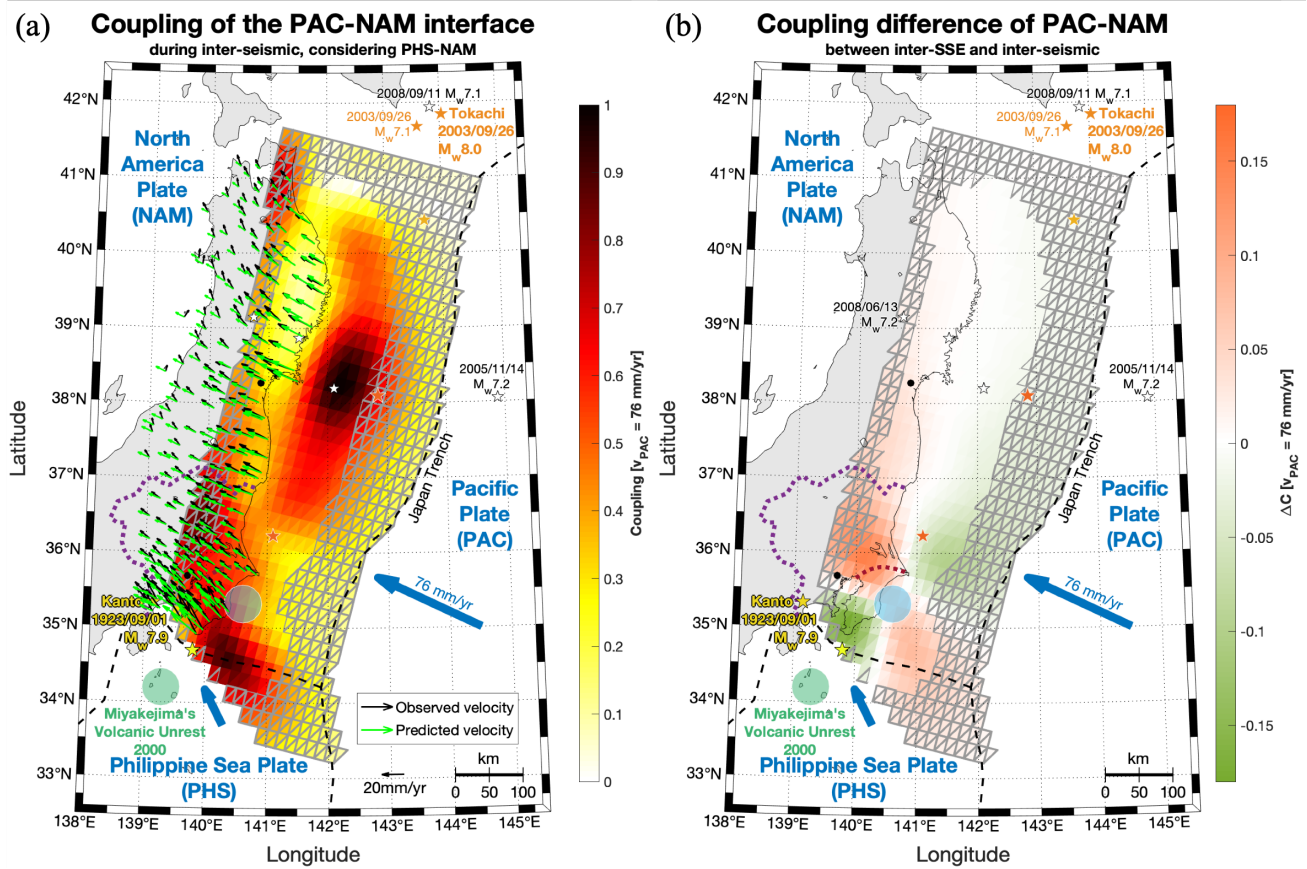 (a)
Coupling of the PAC-NAM interface
during inter-seismic, considering PHS-NAM
2008/09/11 Mw7.1
2003/09/26
Mw7.1
Tokachi
2003/09/26
Mw8.0
North
America
Plate
(NAM)
42°N
41°N
40°N
39°N
38°N
37°N
36°N
35°N
34°N
33°N
Latitude
2005/11/14
Mw7.2
Japan Trench
Pacific
Plate
(PAC)
76 mm/yr
Kanto
1923/09/01
Mw7.9
Miyakejima's
Volcanic Unrest
2000
Philippine Sea Plate
(PHS)
Observed velocity
Predicted velocity
20mm/yr
km
0 50 100
138°E 139°E 140°E 141°E 142°E 143°E 144°E 145°E
Longitude
1
0.9
0.8
0.7
0.6
0.5
0.4
0.3
0.2
0.1
0
Coupling [vPAC = 76 mm/yr]
(b)
Coupling difference of PAC-NAM
between inter-SSE and inter-seismic
2008/09/11 Mw7.1
2003/09/26
Mw7.1
Tokachi
2003/09/26
Mw8.0
North
America
Plate
(NAM)
42°N
41°N
40°N
39°N
38°N
37°N
36°N
35°N
34°N
33°N
Latitude
2008/06/13
Mw7.2
2005/11/14
Mw7.2
Japan Trench
Pacific
Plate
(PAC)
76 mm/yr
Kanto
1923/09/01
Mw7.9
Miyakejima's
Volcanic Unrest
2000
Philippine Sea Plate
(PHS)
km
0 50 100
138°E 139°E 140°E 141°E 142°E 143°E 144°E 145°E
Longitude
0.15
0.1
0.05
0
-0.05
-0.1
-0.15
ΔC [vPAC = 76 mm/yr]